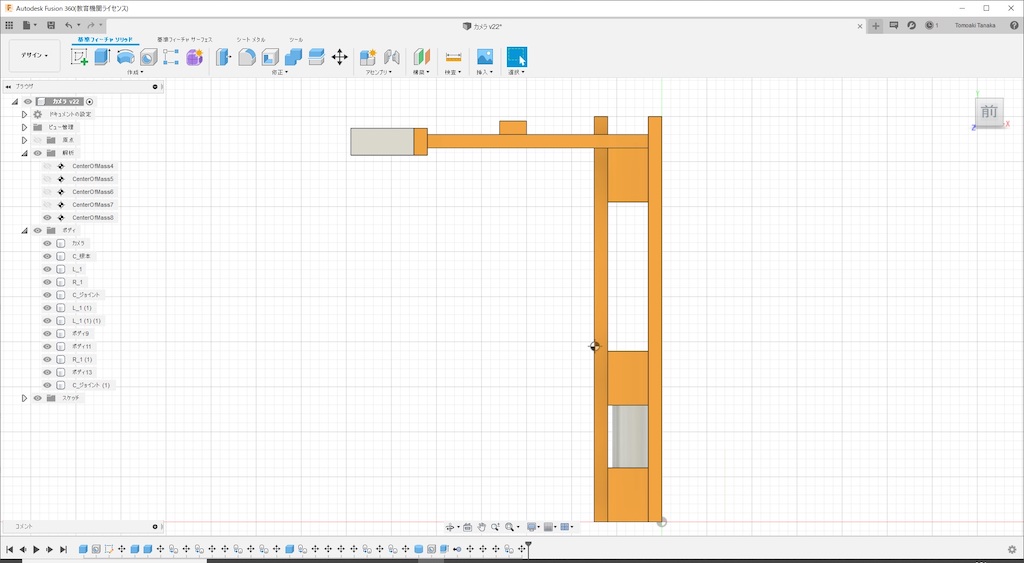 Autodesk Fusion 360(教育機関ライセンス)
カメラ v22*
1
Tomoaki Tanaka
デザイン
基準フィーチャ ソリッド
基準フィーチャ サーフェス
シート メタル
ツール
作成
修正
アセンブリ
構築
検査
挿入
選択
ブラウザ
カメラ v22
ドキュメントの設定
ビュー管理
原点
解析
CenterOfMass4
CenterOfMass5
CenterOfMass6
CenterOfMass7
CenterOfMass8
ボディ
カメラ
C_根本
L_1
R_1
C_ジョイント
L_1 (1)
L_1 (1) (1)
ボディ9
ボディ11
R_1 (1)
ボディ13
C_ジョイント (1)
スケッチ
前
Y
X
Z
コメント